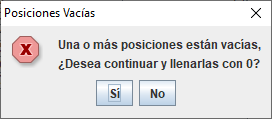 Posiciones Vacías
Una o más posiciones están vacías,
¿Desea continuar y llenarlas con 0?
Sí No